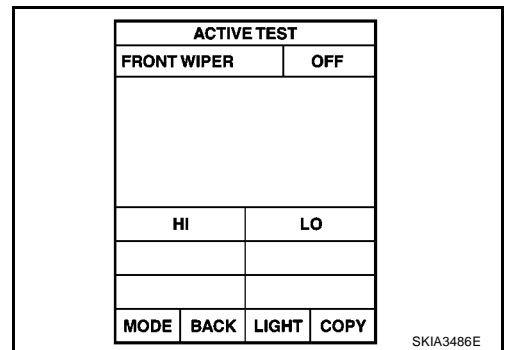 ACTIVE TEST
FRONT WIPER OFF
HI LO
MODE BACK LIGHT COPY
SKIA3486E